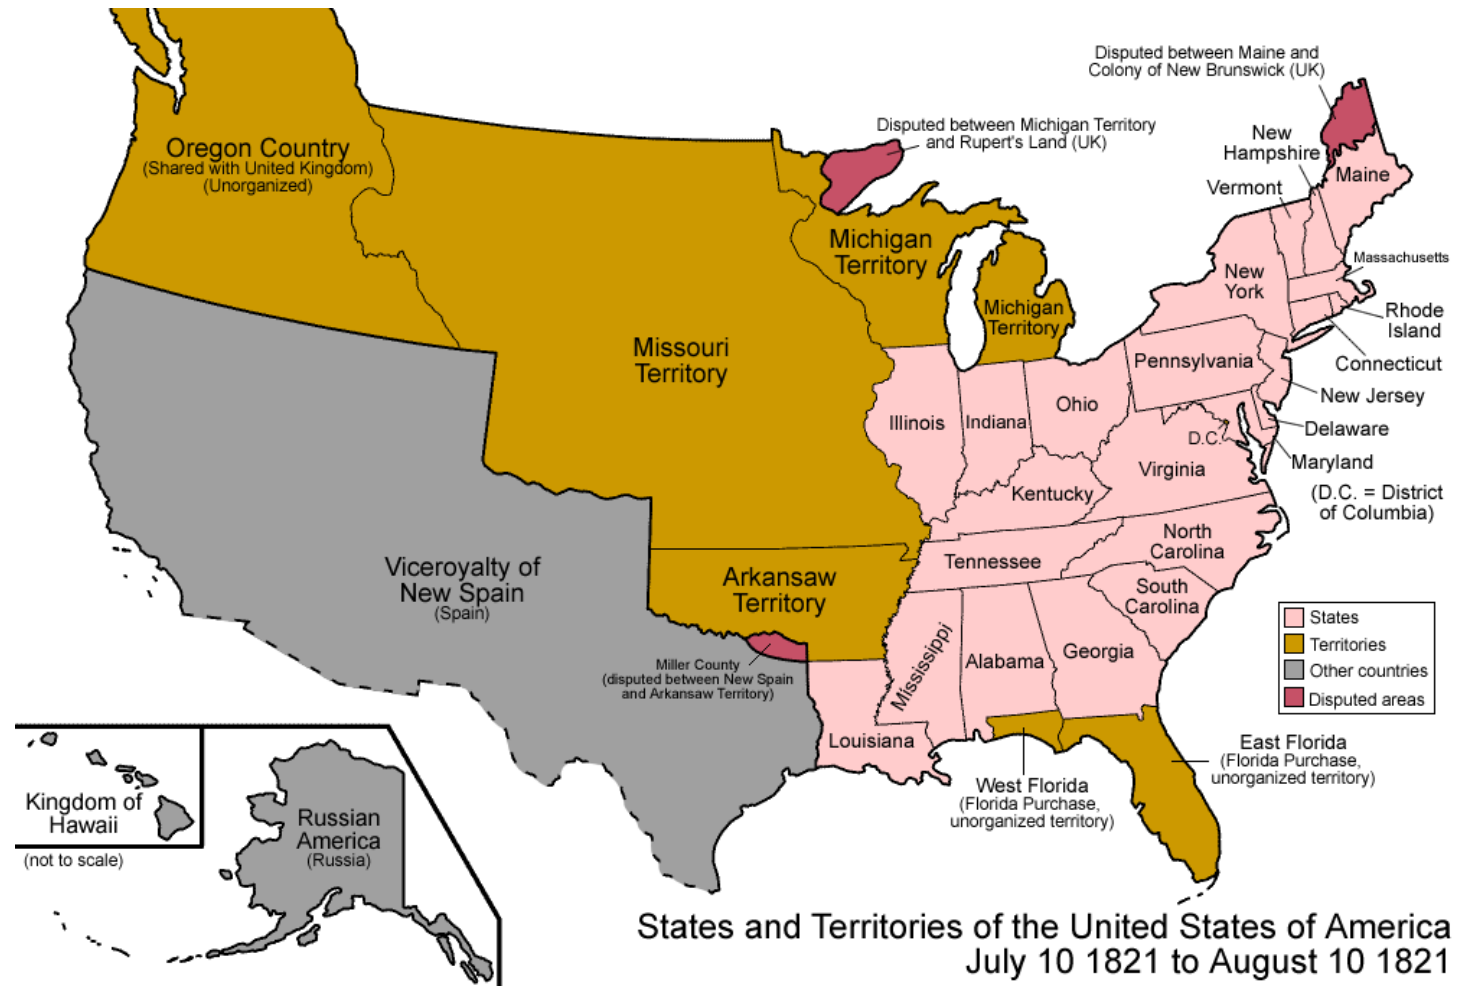 Disputed between Maine and
Colony of New Brunswick (UK)
Disputed between Michigan Territory
and Rupert's Land (UK)
New
Hampshire
Vermont
Maine
Oregon Country
(Shared with United Kingdom)
(Unorganized)
Michigan
Territory
New
York
Massachusetts
Michigan
Territory
Rhode
Island
Missouri
Territory
Pennsylvania
Connecticut
New Jersey
Illinois
Indiana
Ohio
D.C.
Delaware
Virginia
Maryland
Kentucky
(D.C. = District
of Columbia)
North
Carolina
Tennessee
Viceroyalty of
New Spain
(Spain)
Arkansaw
Territory
South
Carolina
States
Territories
Other countries
Disputed areas
Miller County
(disputed between New Spain
and Arkansaw Territory)
Mississippi
Alabama
Georgia
Louisiana
East Florida
(Florida Purchase,
unorganized territory)
West Florida
(Florida Purchase,
unorganized territory)
Kingdom of
Hawaii
(not to scale)
Russian
America
(Russia)
States and Territories of the United States of America
July 10 1821 to August 10 1821